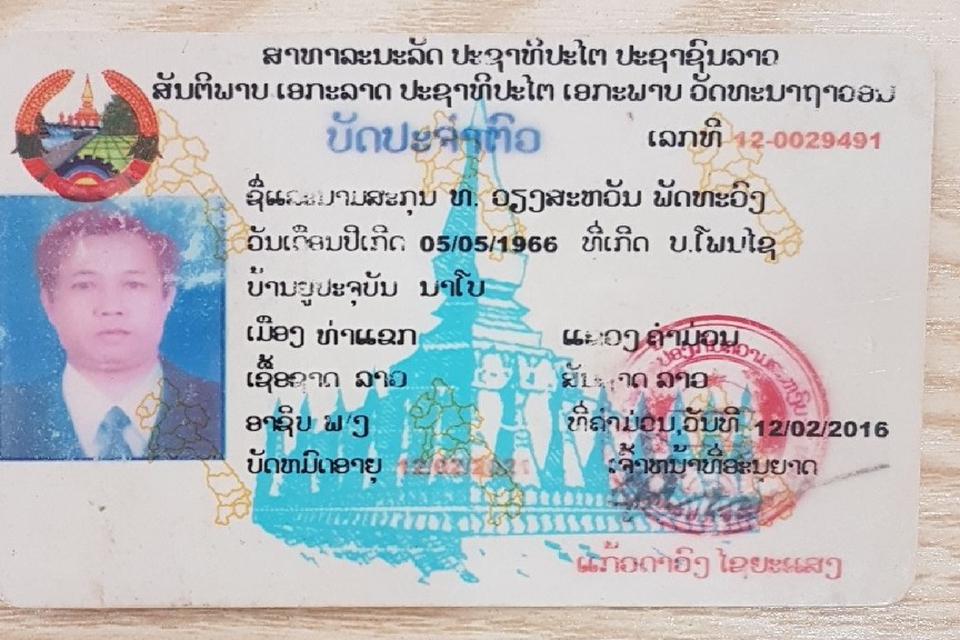 ສາທາລະນະລັດ ປະຊາທິປະໄຕ ປະຊາຊົນລາວ
ສັນຕິພາບ ເອກະລາດ ປະຊາທິປະໄຕ ເອກະພາບ ວັດທະນາຖາວອນ
ບັດປະຈຳຕົວ ເລກທີ 12-0029491
ຊື່ແລະນາມສະກຸນ ທ. ວຽງສະຫວັນ ພັດທະວົງ
ວັນເດືອນປີເກີດ 05/05/1966 ທີ່ເກີດ ບ.ໂພນໄຊ
ບ້ານຢູ່ປະຈຸບັນ ນາໂບ
ເມືອງ ທ່າແຂກ ແຂວງ ຄຳມ່ວນ
ເຊື້ອຊາດ ລາວ ສັນຊາດ ລາວ
ອາຊີບ ພ/ງ ທີ່ຄຳມ່ວນ,ວັນທີ 12/02/2016
ບັດຫມົດອາຍຸ 12/02/2021 ເຈົ້າຫນ້າທີ່ອະນຸຍາດ
ແກ້ວດາວົງ ໄຊຍະແສງ